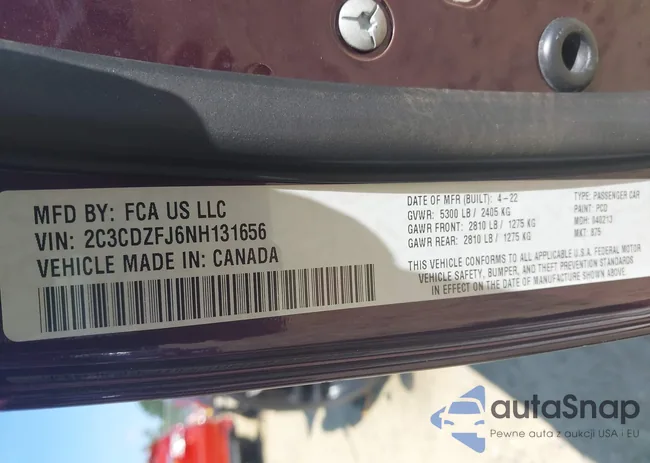 MFD BY: FCA US LLC
VIN: 2C3CDZFJ6NH131656
VEHICLE MADE IN: CANADA
DATE OF MFR (BUILT): 4-22
GVWR: 5300 LB / 2405 KG
GAWR FRONT: 2810 LB / 1275 KG
GAWR REAR: 2810 LB / 1275 KG
TYPE: PASSENGER CAR
PAINT: PCD
MDH: 040213
MKT: 875
THIS VEHICLE CONFORMS TO ALL APPLICABLE U.S.A. FEDERAL MOTOR
VEHICLE SAFETY, BUMPER, AND THEFT PREVENTION STANDARDS
IN EFFECT ON THE DATE OF MANUFACTURE SHOWN ABOVE.
autaSnap
Pewne auta z aukcji USA - EU